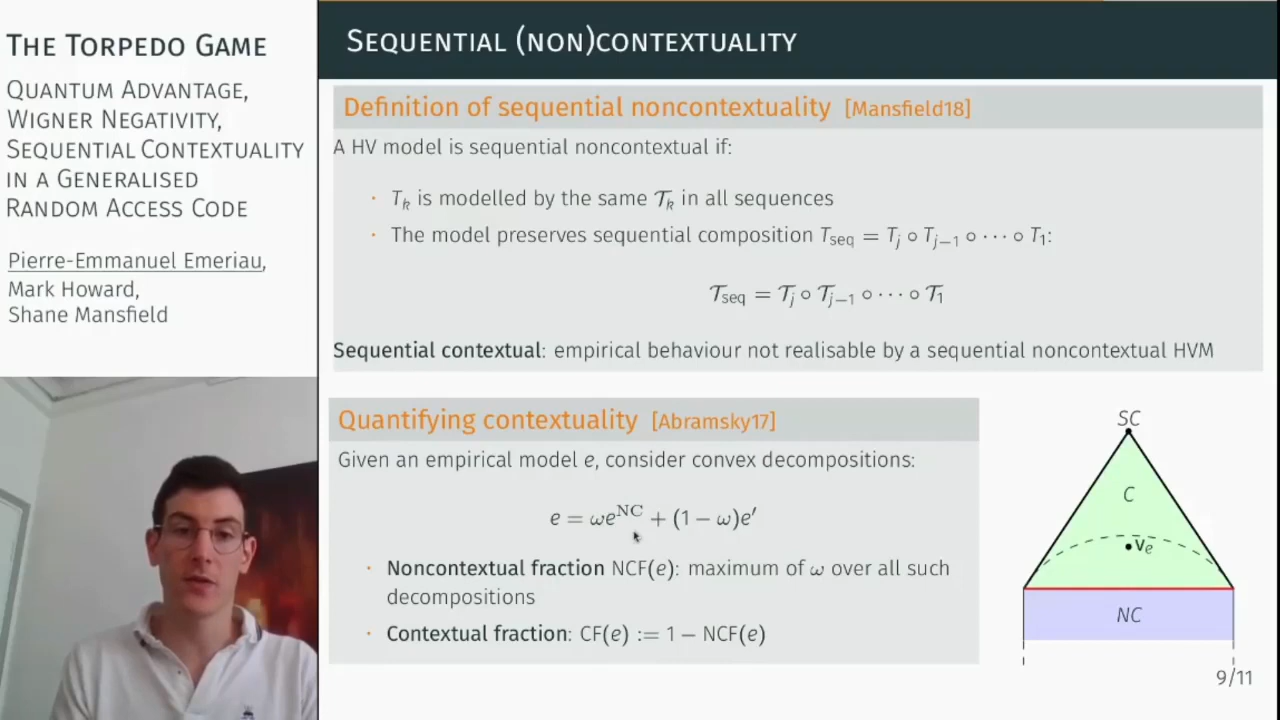 THE TORPEDO GAME
QUANTUM ADVANTAGE,
WIGNER NEGATIVITY,
SEQUENTIAL CONTEXTUALITY
IN A GENERALISED
RANDOM ACCESS CODE
Pierre-Emmanuel Emeriau,
Mark Howard,
Shane Mansfield
SEQUENTIAL (NON)CONTEXTUALITY
Definition of sequential noncontextuality [Mansfield18]
A HV model is sequential noncontextual if:
· Tₖ is modelled by the same 𝒯ₖ in all sequences
· The model preserves sequential composition T_seq = T_j ∘ T_{j−1} ∘ ⋯ ∘ T₁:
𝒯_seq = 𝒯_j ∘ 𝒯_{j−1} ∘ ⋯ ∘ 𝒯₁
Sequential contextual: empirical behaviour not realisable by a sequential noncontextual HVM
Quantifying contextuality [Abramsky17]
Given an empirical model e, consider convex decompositions:
e = ωe^NC + (1 − ω)e′
· Noncontextual fraction NCF(e): maximum of ω over all such
decompositions
· Contextual fraction: CF(e) := 1 − NCF(e)
SC
C
v_e
NC
9/11